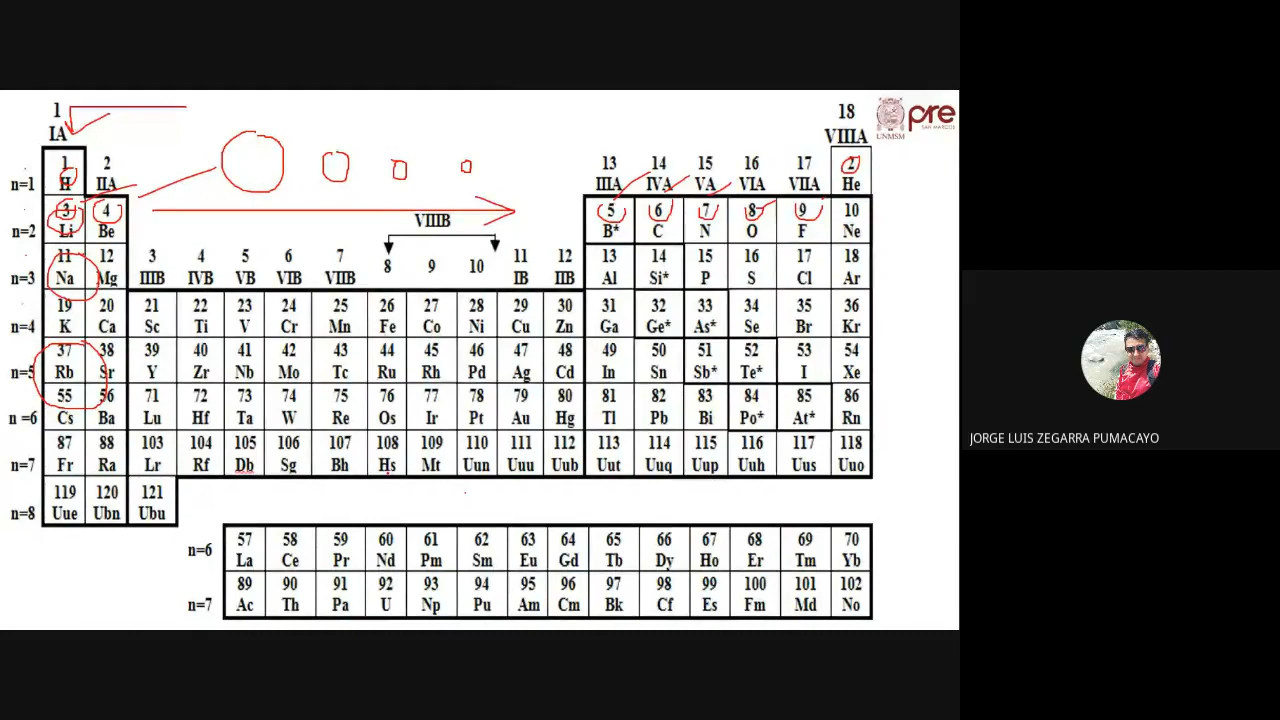 1 18
IA VIIIA
pre
SAN MARCOS
UNMSM
1 2 13 14 15 16 17 2
n=1 H IIA IIIA IVA VA VIA VIIA He
3 4 5 6 7 8 9 10
n=2 Li Be VIIIB B* C N O F Ne
11 12 3 4 5 6 7 8 9 10 11 12 13 14 15 16 17 18
n=3 Na Mg IIIB IVB VB VIB VIIB IB IIB Al Si* P S Cl Ar
19 20 21 22 23 24 25 26 27 28 29 30 31 32 33 34 35 36
n=4 K Ca Sc Ti V Cr Mn Fe Co Ni Cu Zn Ga Ge* As* Se Br Kr
37 38 39 40 41 42 43 44 45 46 47 48 49 50 51 52 53 54
n=5 Rb Sr Y Zr Nb Mo Tc Ru Rh Pd Ag Cd In Sn Sb* Te* I Xe
55 56 71 72 73 74 75 76 77 78 79 80 81 82 83 84 85 86
n =6 Cs Ba Lu Hf Ta W Re Os Ir Pt Au Hg Tl Pb Bi Po* At* Rn
87 88 103 104 105 106 107 108 109 110 111 112 113 114 115 116 117 118
n=7 Fr Ra Lr Rf Db Sg Bh Hs Mt Uun Uuu Uub Uut Uuq Uup Uuh Uus Uuo
119 120 121
n=8 Uue Ubn Ubu
57 58 59 60 61 62 63 64 65 66 67 68 69 70
n=6 La Ce Pr Nd Pm Sm Eu Gd Tb Dy Ho Er Tm Yb
89 90 91 92 93 94 95 96 97 98 99 100 101 102
n=7 Ac Th Pa U Np Pu Am Cm Bk Cf Es Fm Md No
JORGE LUIS ZEGARRA PUMACAYO